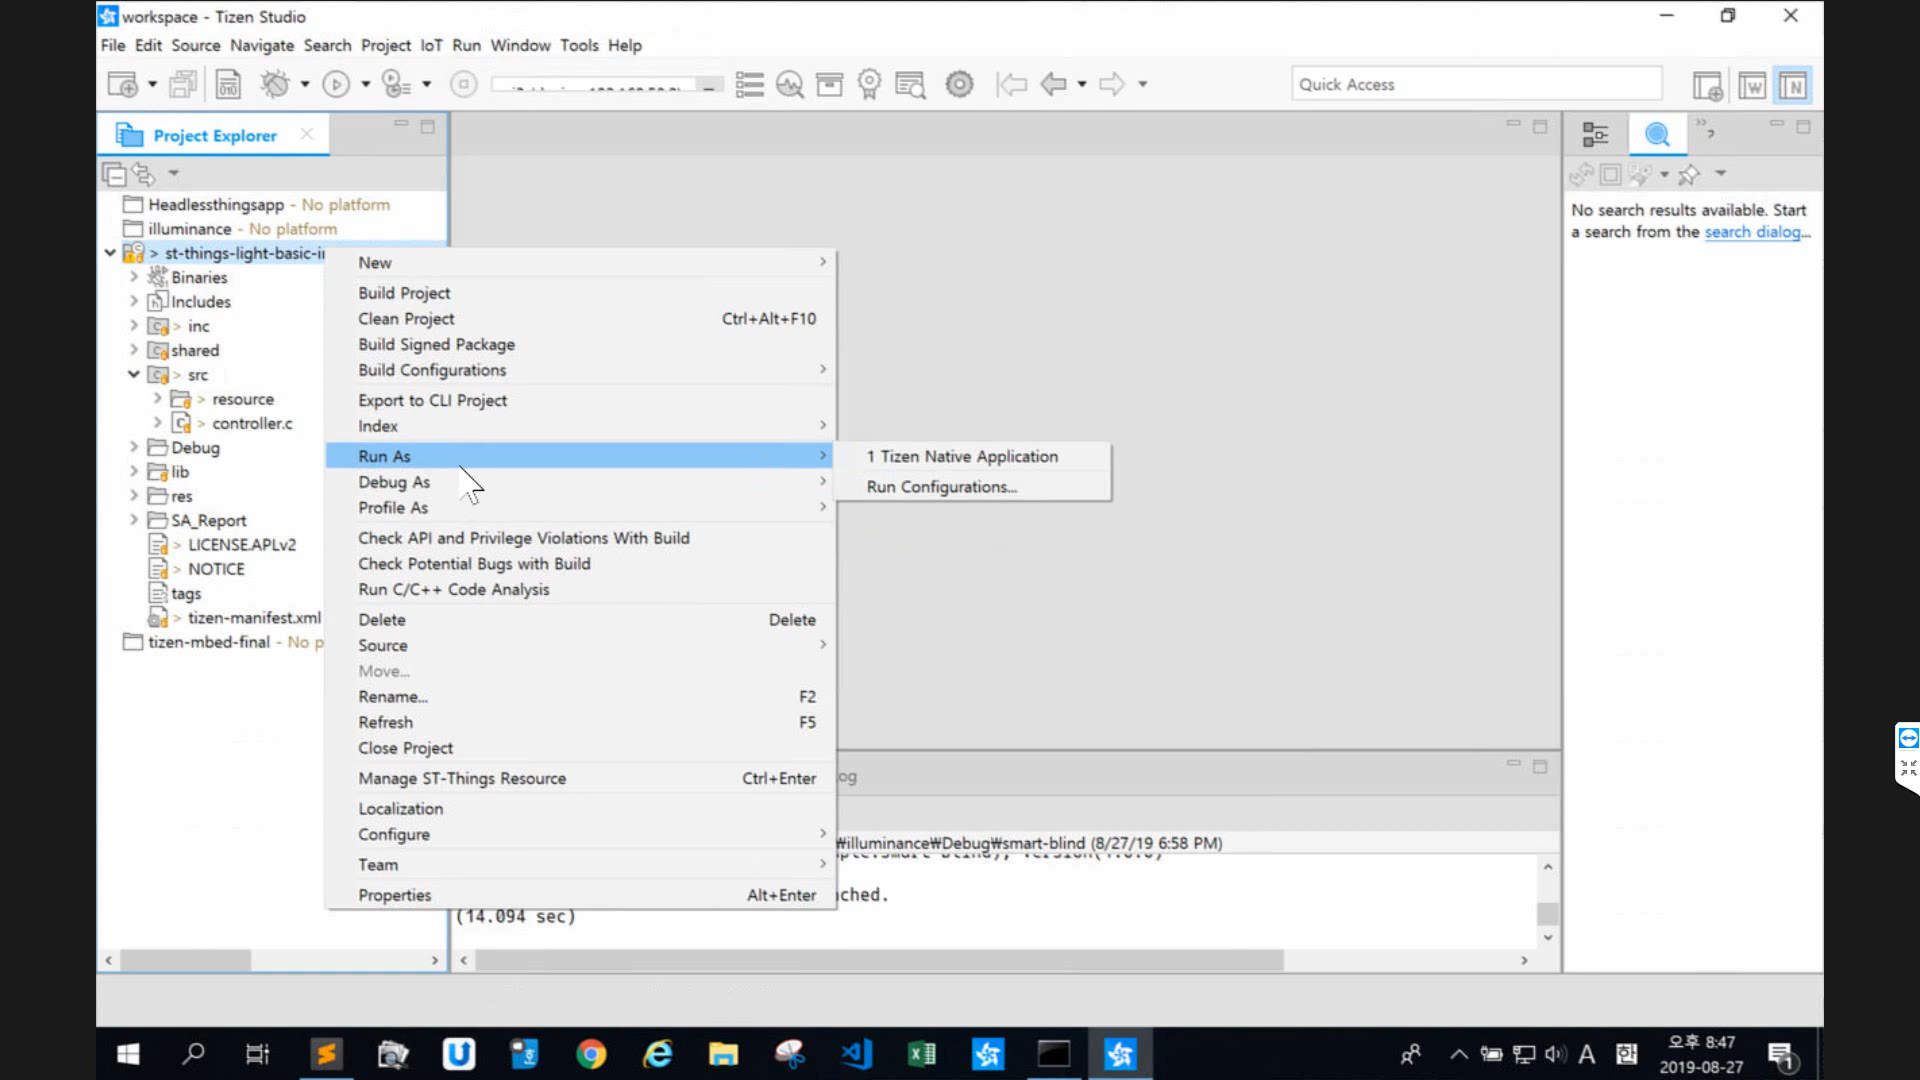 workspace - Tizen Studio
File Edit Source Navigate Search Project IoT Run Window Tools Help
010
Quick Access
W
N
Project Explorer
Headlessthingsapp - No platform
illuminance - No platform
> st-things-light-basic-i
Binaries
Includes
> inc
shared
> src
> resource
> controller.c
Debug
lib
res
SA_Report
> LICENSE.APLv2
> NOTICE
tags
> tizen-manifest.xml
tizen-mbed-final - No p
New
Build Project
Clean Project Ctrl+Alt+F10
Build Signed Package
Build Configurations
Export to CLI Project
Index
Run As
Debug As
Profile As
Check API and Privilege Violations With Build
Check Potential Bugs with Build
Run C/C++ Code Analysis
Delete Delete
Source
Move...
Rename... F2
Refresh F5
Close Project
Manage ST-Things Resource Ctrl+Enter
Localization
Configure
Team
Properties Alt+Enter
1 Tizen Native Application
Run Configurations...
No search results available. Start
a search from the search dialog...
og
₩illuminance₩Debug₩smart-blind (8/27/19 6:58 PM)
ched.
(14.094 sec)
A 한
오후 8:47
2019-08-27
1